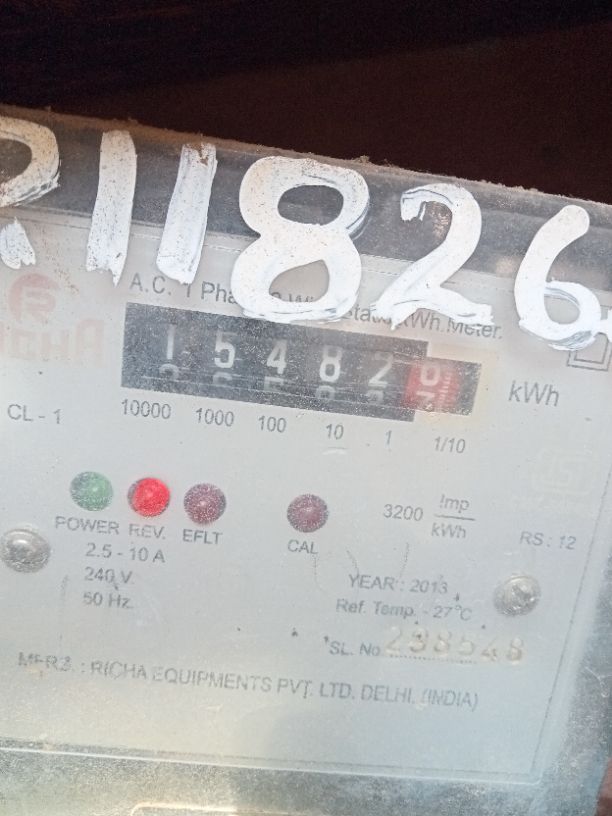 211826
A.C. 1 Pha
kWh Meter.
RICHA
1 5 4 8 2
kWh
CL - 1
10000 1000 100 10 1 1/10
3200 Imp/kWh
POWER REV. EFLT CAL
RS : 12
2.5 - 10 A
240 V.
50 Hz.
YEAR : 2013
Ref. Temp. - 27°C
SL. No. 298548
MFRS. : RICHA EQUIPMENTS PVT. LTD. DELHI, (INDIA)